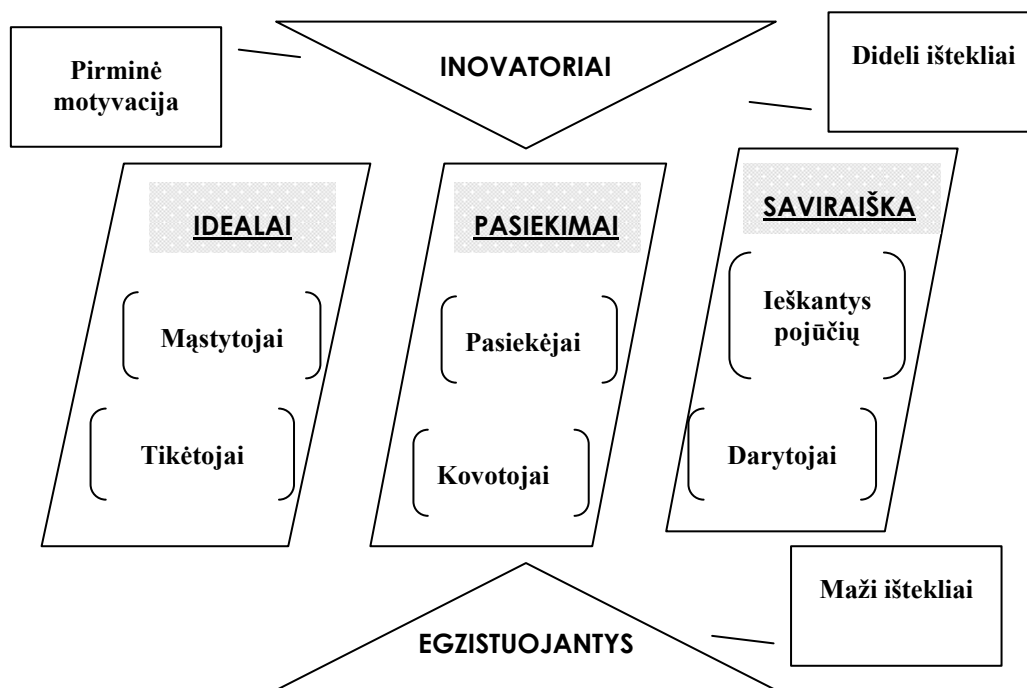 Pirminė
motyvacija
INOVATORIAI
Dideli ištekliai
IDEALAI
PASIEKIMAI
SAVIRAIŠKA
Mąstytojai
Pasiekėjai
Ieškantys
pojūčių
Tikėtojai
Kovotojai
Darytojai
EGZISTUOJANTYS
Maži ištekliai